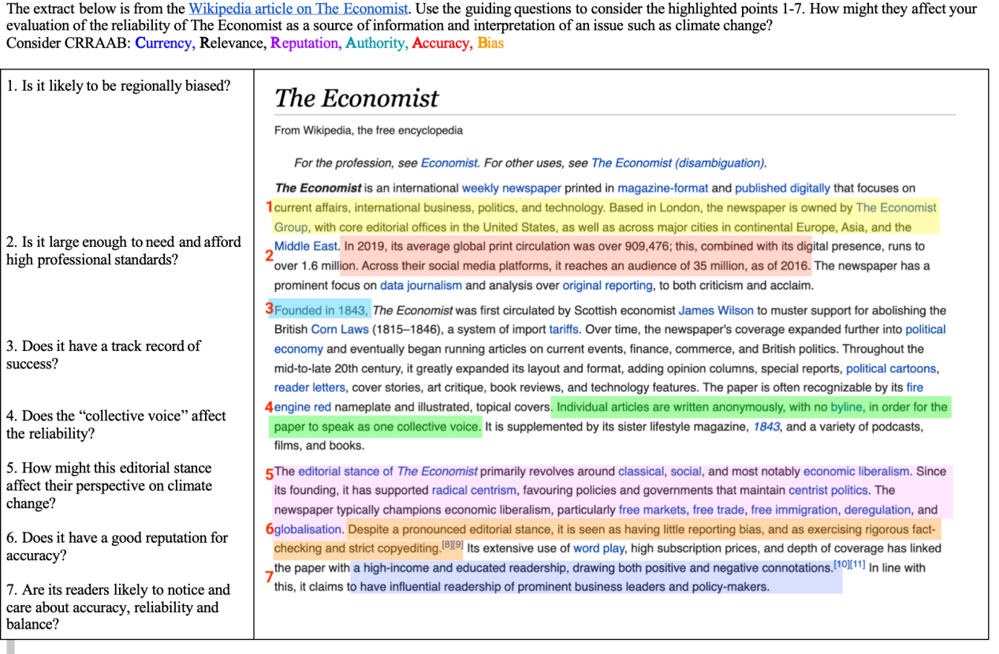 The extract below is from the Wikipedia article on The Economist. Use the guiding questions to consider the highlighted points 1-7. How might they affect your
evaluation of the reliability of The Economist as a source of information and interpretation of an issue such as climate change?
Consider CRRAAB: Currency, Relevance, Reputation, Authority, Accuracy, Bias
1. Is it likely to be regionally biased?
2. Is it large enough to need and afford
high professional standards?
3. Does it have a track record of
success?
4. Does the “collective voice” affect
the reliability?
5. How might this editorial stance
affect their perspective on climate
change?
6. Does it have a good reputation for
accuracy?
7. Are its readers likely to notice and
care about accuracy, reliability and
balance?
The Economist
From Wikipedia, the free encyclopedia
For the profession, see Economist. For other uses, see The Economist (disambiguation).
The Economist is an international weekly newspaper printed in magazine-format and published digitally that focuses on
1 current affairs, international business, politics, and technology. Based in London, the newspaper is owned by The Economist
Group, with core editorial offices in the United States, as well as across major cities in continental Europe, Asia, and the
Middle East. In 2019, its average global print circulation was over 909,476; this, combined with its digital presence, runs to
2 over 1.6 million. Across their social media platforms, it reaches an audience of 35 million, as of 2016. The newspaper has a
prominent focus on data journalism and analysis over original reporting, to both criticism and acclaim.
3 Founded in 1843, The Economist was first circulated by Scottish economist James Wilson to muster support for abolishing the
British Corn Laws (1815–1846), a system of import tariffs. Over time, the newspaper's coverage expanded further into political
economy and eventually began running articles on current events, finance, commerce, and British politics. Throughout the
mid-to-late 20th century, it greatly expanded its layout and format, adding opinion columns, special reports, political cartoons,
reader letters, cover stories, art critique, book reviews, and technology features. The paper is often recognizable by its fire
4 engine red nameplate and illustrated, topical covers. Individual articles are written anonymously, with no byline, in order for the
paper to speak as one collective voice. It is supplemented by its sister lifestyle magazine, 1843, and a variety of podcasts,
films, and books.
5 The editorial stance of The Economist primarily revolves around classical, social, and most notably economic liberalism. Since
its founding, it has supported radical centrism, favouring policies and governments that maintain centrist politics. The
newspaper typically champions economic liberalism, particularly free markets, free trade, free immigration, deregulation, and
6 globalisation. Despite a pronounced editorial stance, it is seen as having little reporting bias, and as exercising rigorous fact-
checking and strict copyediting.[8][9] Its extensive use of word play, high subscription prices, and depth of coverage has linked
the paper with a high-income and educated readership, drawing both positive and negative connotations.[10][11] In line with
7 this, it claims to have influential readership of prominent business leaders and policy-makers.